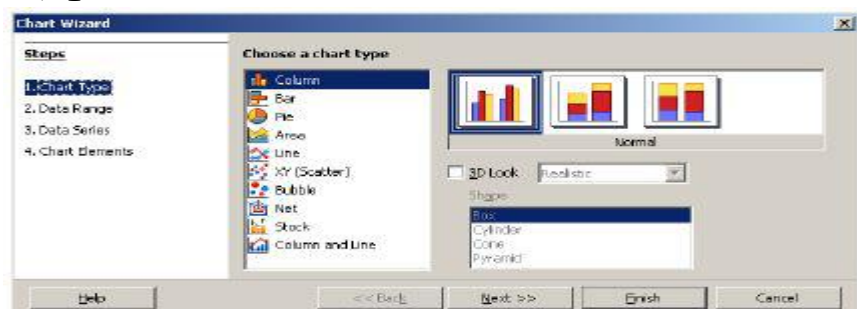 Chart Wizard
Steps
1. Chart Type
2. Data Range
3. Data Series
4. Chart Elements
Choose a chart type
Column
Bar
Pie
Area
Line
XY (Scatter)
Bubble
Net
Stock
Column and Line
Normal
3D Look
Realistic
Shape
Box
Cylinder
Cone
Pyramid
Help
<< Back
Next >>
Finish
Cancel